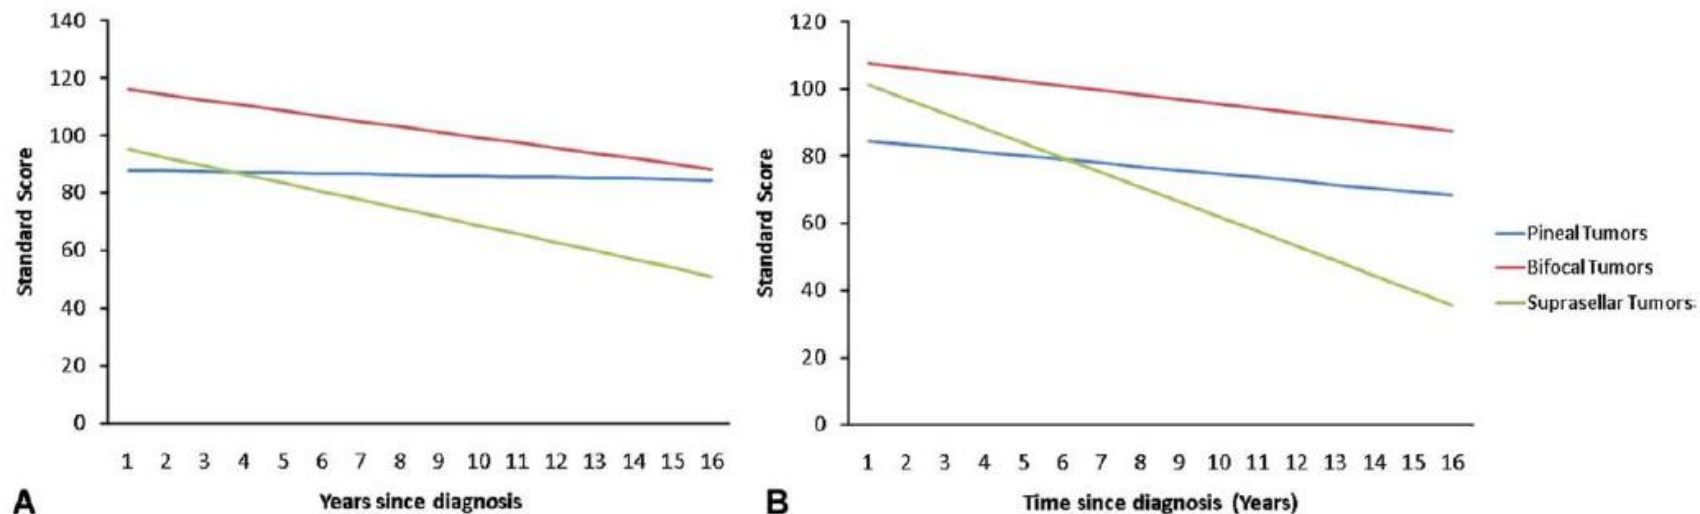 140
120
100
80
60
40
20
0
Standard Score
1 2 3 4 5 6 7 8 9 10 11 12 13 14 15 16
Years since diagnosis
A
120
100
80
60
40
20
0
Standard Score
1 2 3 4 5 6 7 8 9 10 11 12 13 14 15 16
Time since diagnosis (Years)
B
Pineal Tumors
Bifocal Tumors
Suprasellar Tumors